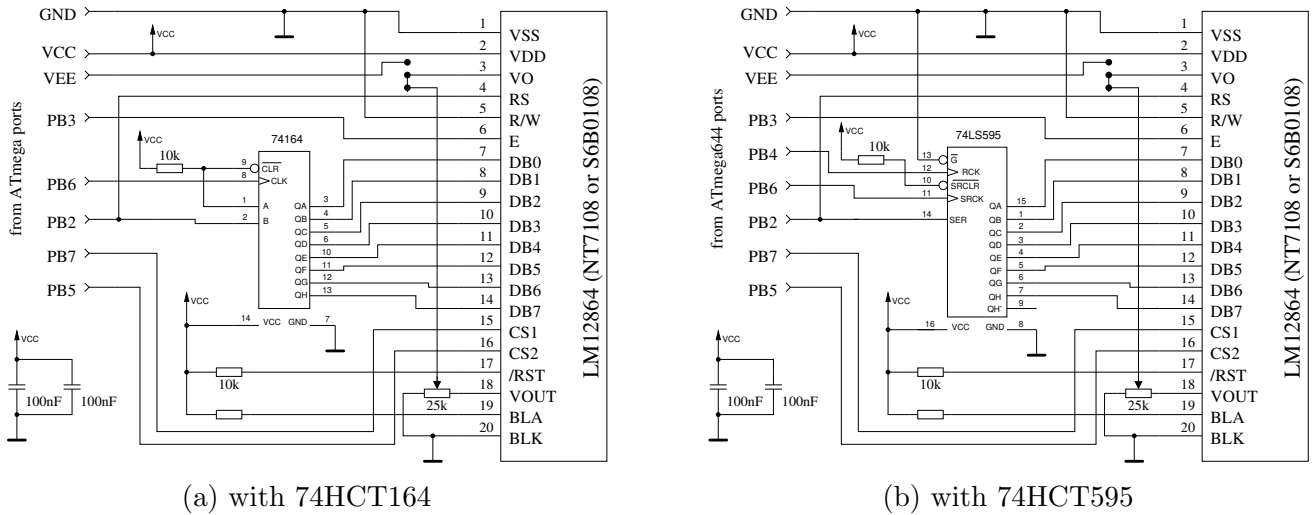 GND
VCC
VEE
PB3
PB6
PB2
PB7
PB5
from ATmega ports
VCC
VCC
10k
74164
9 CLR
8 CLK
1 A
2 B
QA 3
QB 4
QC 5
QD 6
QE 10
QF 11
QG 12
QH 13
VCC
14 VCC GND 7
VCC
100nF 100nF
10k
25k
1 VSS
2 VDD
3 VO
4 RS
5 R/W
6 E
7 DB0
8 DB1
9 DB2
10 DB3
11 DB4
12 DB5
13 DB6
14 DB7
15 CS1
16 CS2
17 /RST
18 VOUT
19 BLA
20 BLK
LM12864 (NT7108 or S6B0108)
(a) with 74HCT164
GND
VCC
VEE
PB3
PB4
PB6
PB2
PB7
PB5
from ATmega644 ports
VCC
VCC
10k
74LS595
13 G
12 RCK
10 SRCLR
11 SRCK
14 SER
QA 15
QB 1
QC 2
QD 3
QE 4
QF 5
QG 6
QH 7
QH' 9
VCC
16 VCC GND 8
VCC
100nF 100nF
10k
25k
1 VSS
2 VDD
3 VO
4 RS
5 R/W
6 E
7 DB0
8 DB1
9 DB2
10 DB3
11 DB4
12 DB5
13 DB6
14 DB7
15 CS1
16 CS2
17 /RST
18 VOUT
19 BLA
20 BLK
LM12864 (NT7108 or S6B0108)
(b) with 74HCT595